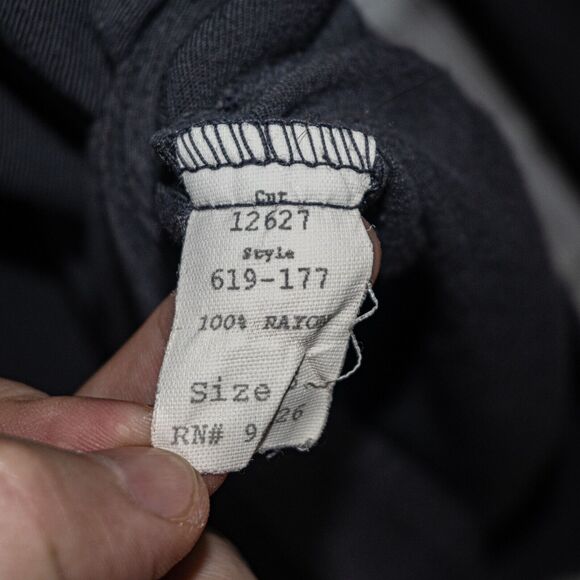 Cut
12627
Style
619-177
100% RAYON
Size
RN#